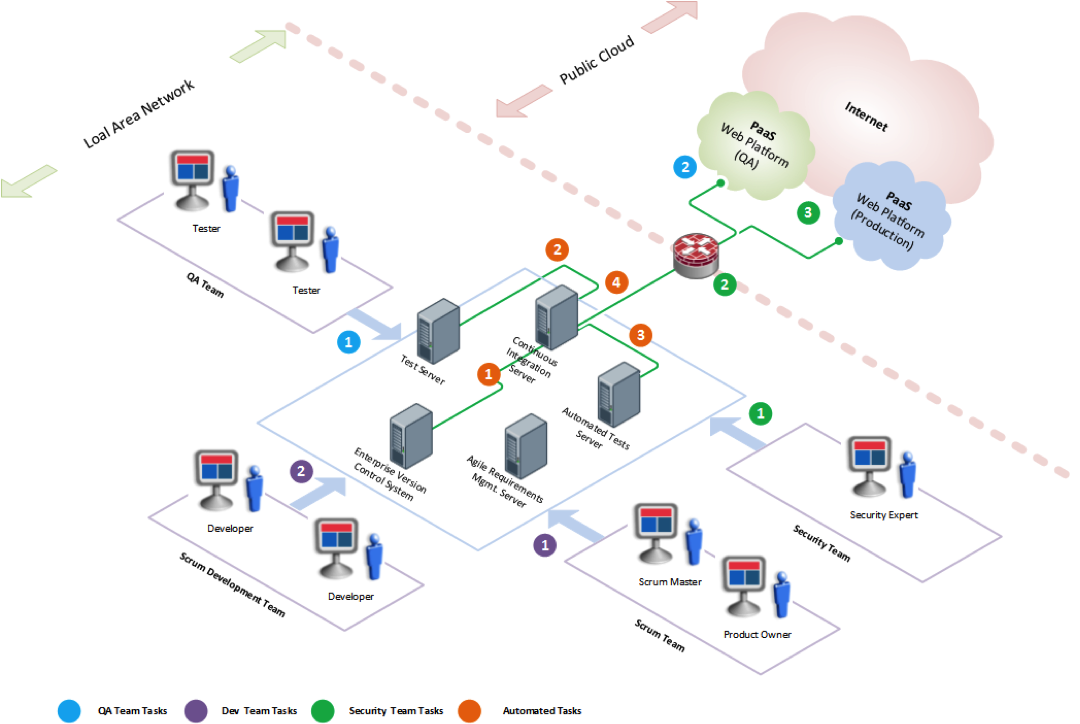 Public Cloud
Loal Area Network
Internet
PaaS
Web Platform
(QA)
2
PaaS
Web Platform
(Production)
3
2
Tester
Tester
QA Team
1
2
4
3
1
Test Server
Continuous
Integration
Server
Automated Tests
Server
Enterprise Version
Control System
Agile Requirements
Mgmt. Server
1
Security Expert
Security Team
2
Developer
Developer
Scrum Development Team
1
Scrum Master
Product Owner
Scrum Team
QA Team Tasks
Dev Team Tasks
Security Team Tasks
Automated Tasks